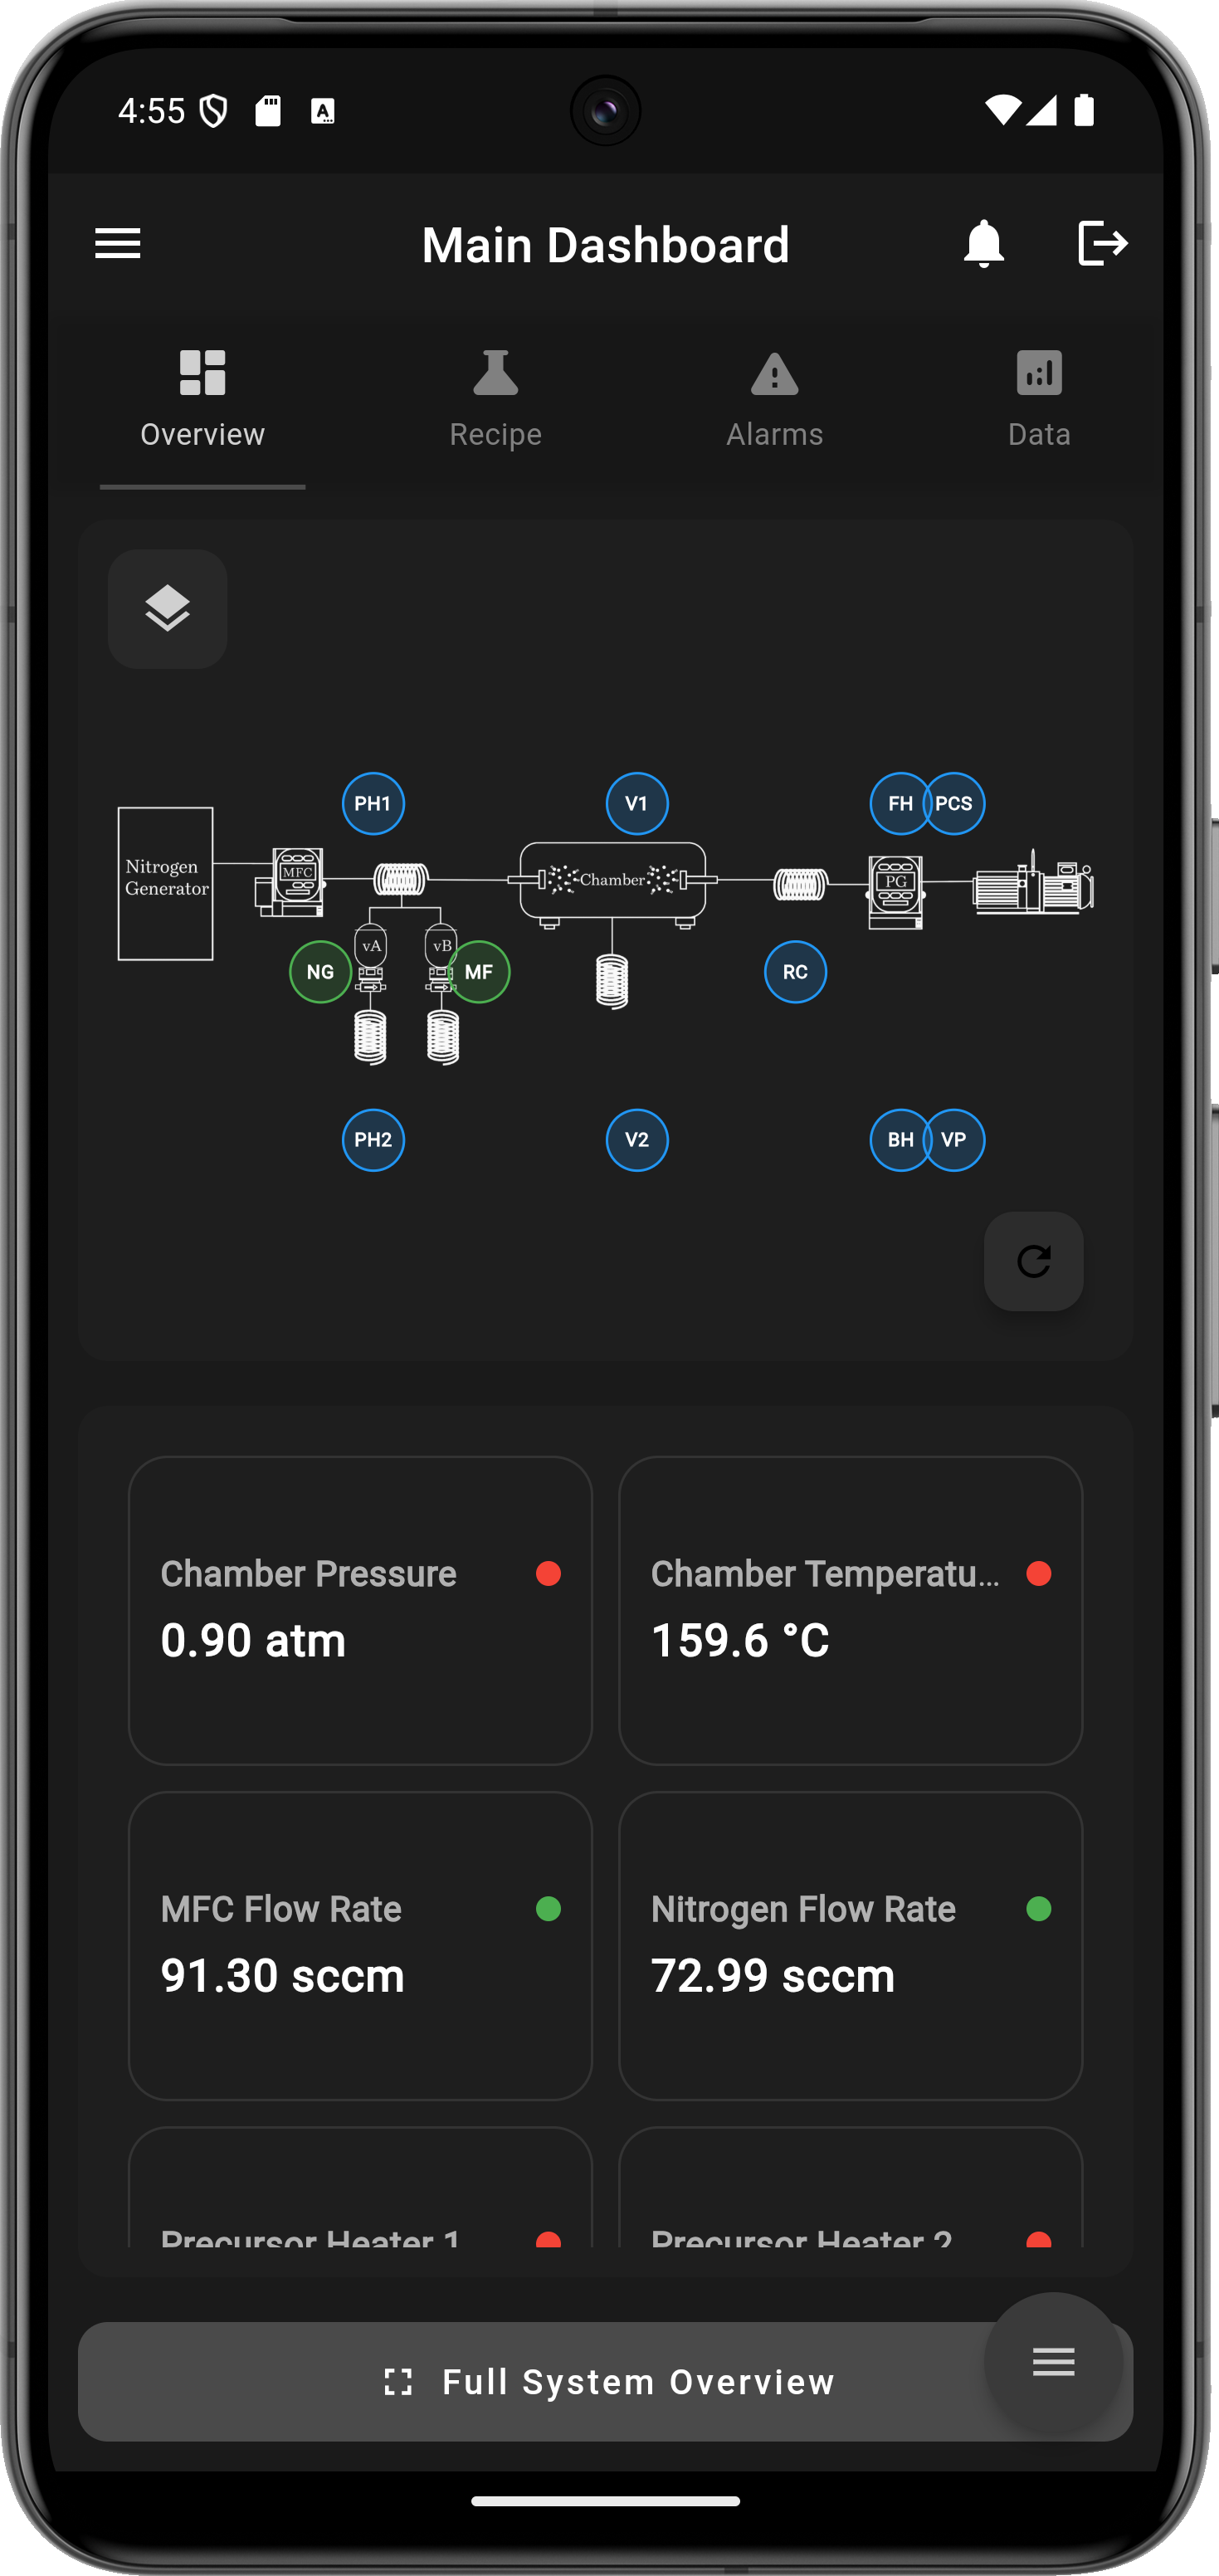 4:55
Main Dashboard
Overview
Recipe
Alarms
Data
PH1
V1
FH
PCS
Nitrogen
Generator
MFC
Chamber
PG
vA
vB
NG
MF
RC
PH2
V2
BH
VP
Chamber Pressure
0.90 atm
Chamber Temperatu...
159.6 °C
MFC Flow Rate
91.30 sccm
Nitrogen Flow Rate
72.99 sccm
Precursor Heater 1
Precursor Heater 2
Full System Overview